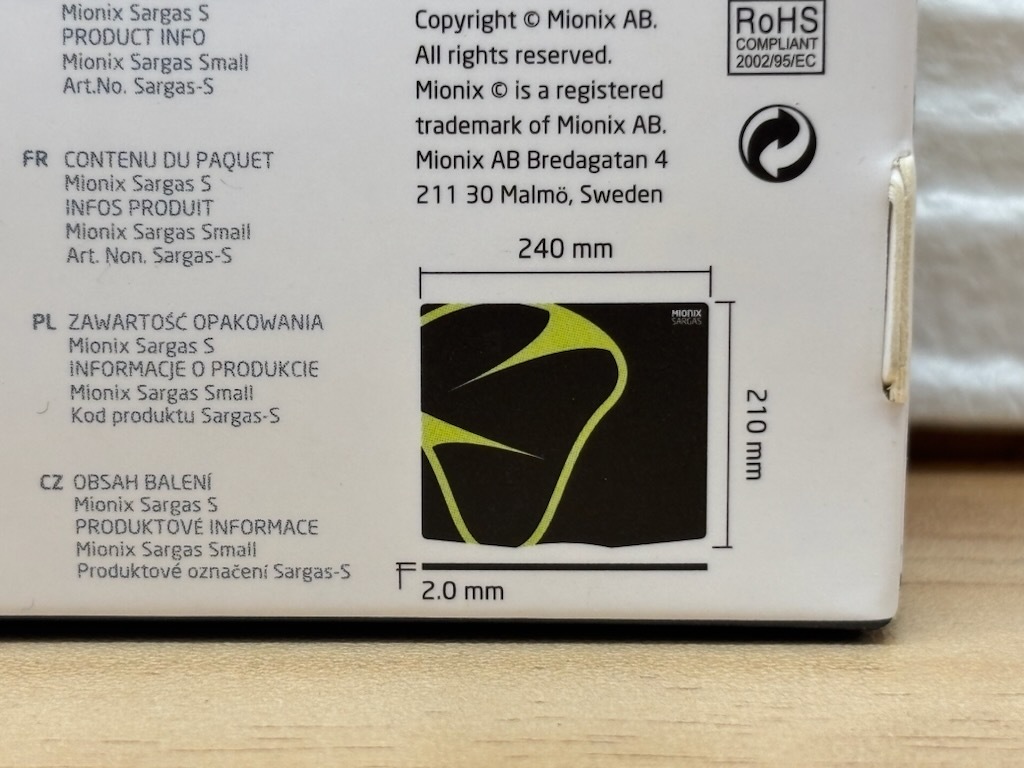 Mionix Sargas S
PRODUCT INFO
Mionix Sargas Small
Art.No. Sargas-S
FR CONTENU DU PAQUET
Mionix Sargas S
INFOS PRODUIT
Mionix Sargas Small
Art. Non. Sargas-S
PL ZAWARTOŚĆ OPAKOWANIA
Mionix Sargas S
INFORMACJE O PRODUKCIE
Mionix Sargas Small
Kod produktu Sargas-S
CZ OBSAH BALENÍ
Mionix Sargas S
PRODUKTOVÉ INFORMACE
Mionix Sargas Small
Produktové označení Sargas-S
Copyright © Mionix AB.
All rights reserved.
Mionix © is a registered
trademark of Mionix AB.
Mionix AB Bredagatan 4
211 30 Malmö, Sweden
RoHS
COMPLIANT
2002/95/EC
240 mm
MIONIX
SARGAS
210 mm
2.0 mm